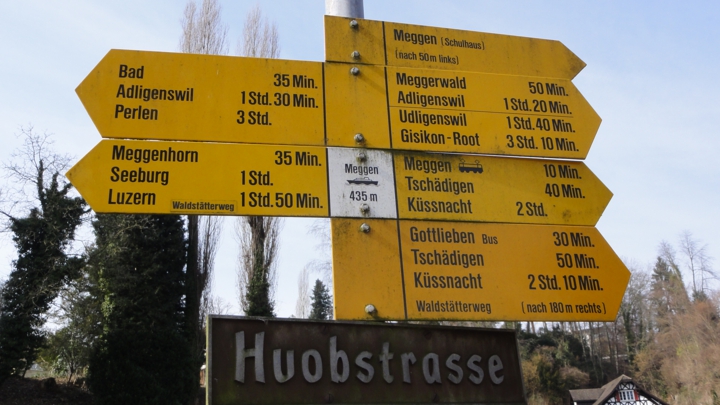 Meggen (Schulhaus)
(nach 50m links)
Bad 35 Min.
Adligenswil 1 Std. 30 Min.
Perlen 3 Std.
Meggerwald 50 Min.
Adligenswil 1 Std. 20 Min.
Udligenswil 1 Std. 40 Min.
Gisikon-Root 3 Std. 10 Min.
Meggenhorn 35 Min.
Seeburg 1 Std.
Luzern Waldstätterweg 1 Std. 50 Min.
Meggen
435 m
Meggen 10 Min.
Tschädigen 40 Min.
Küssnacht 2 Std.
Gottlieben Bus 30 Min.
Tschädigen 50 Min.
Küssnacht 2 Std. 10 Min.
Waldstätterweg (nach 180 m rechts)
Huobstrasse